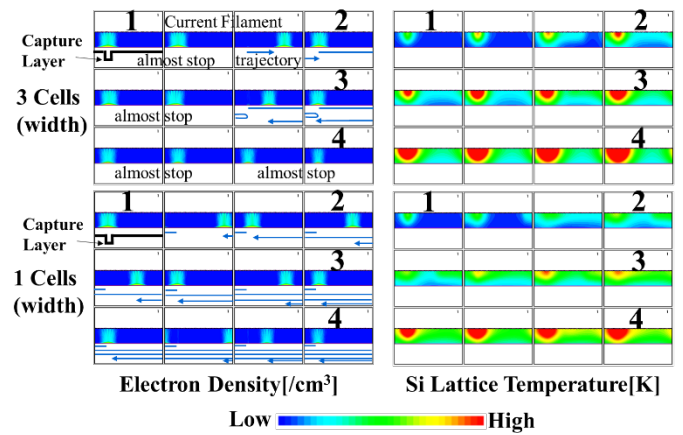 1 Current Filament 2 1 2
Capture
Layer
almost stop trajectory
3 Cells
(width)
3 3
almost stop
4 4
almost stop almost stop
1 2 1 2
Capture
Layer
1 Cells
(width)
3 3
4 4
Electron Density[/cm³] Si Lattice Temperature[K]
Low High